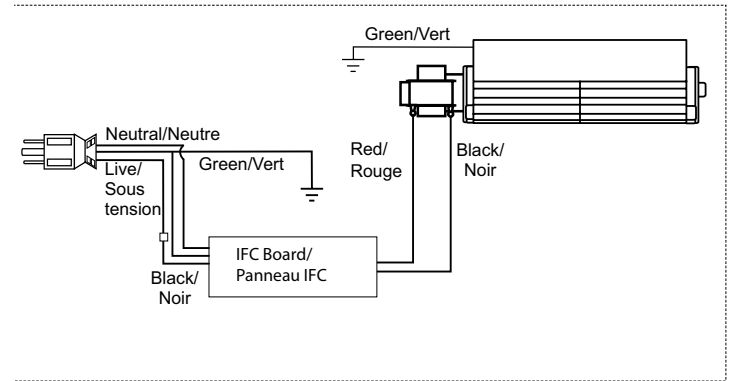 Green/Vert
Neutral/Neutre
Live/
Sous
tension
Green/Vert
Red/
Rouge
Black/
Noir
Black/
Noir
IFC Board/
Panneau IFC